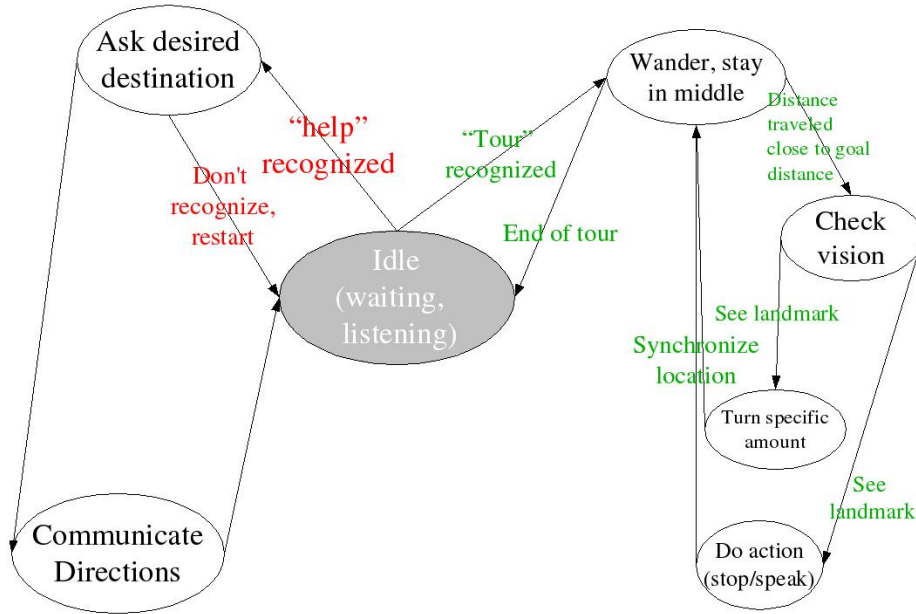 Ask desired
destination
Wander, stay
in middle
“help”
recognized
“Tour”
recognized
Distance
traveled
close to goal
distance
Don't
recognize,
restart
End of tour
Check
vision
Idle
(waiting,
listening)
See landmark
Synchronize
location
Turn specific
amount
See
landmark
Communicate
Directions
Do action
(stop/speak)